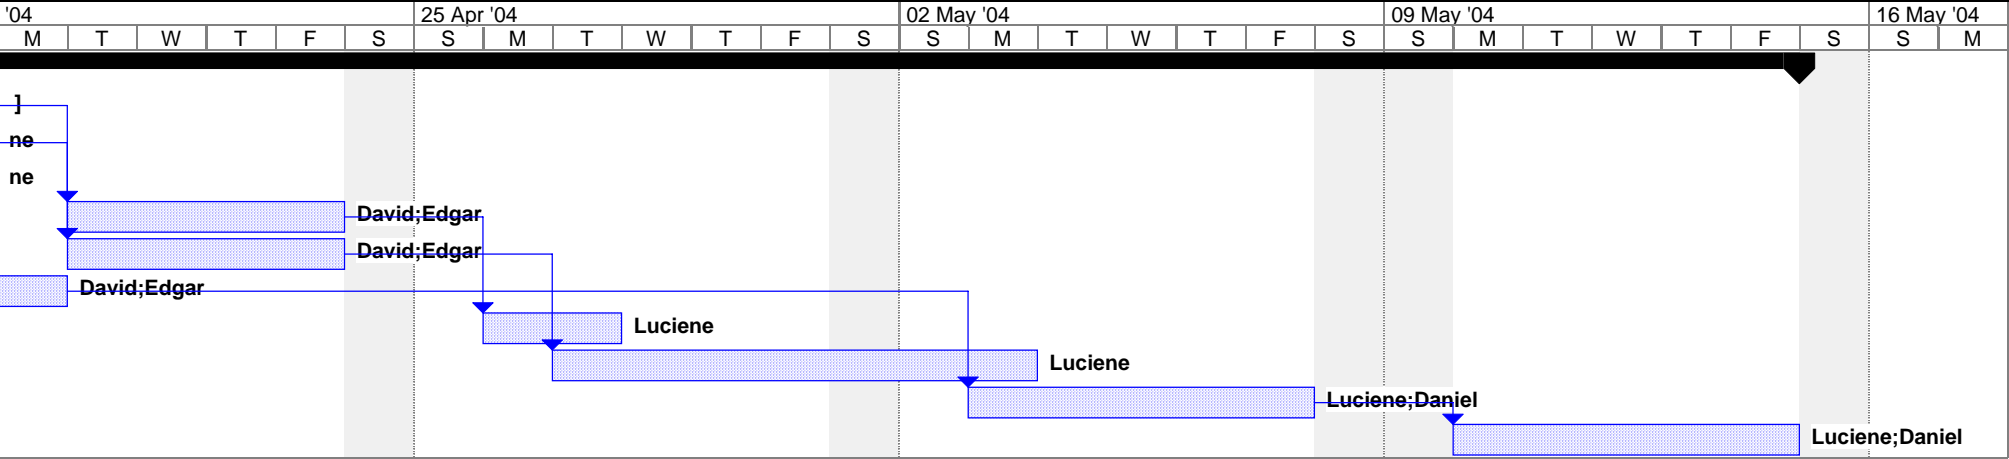 '04 25 Apr '04 02 May '04 09 May '04 16 May '04
M T W T F S S M T W T F S S M T W T F S S M T W T F S S M
]
ne
ne
David;Edgar
David;Edgar
David;Edgar
Luciene
Luciene
Luciene;Daniel
Luciene;Daniel